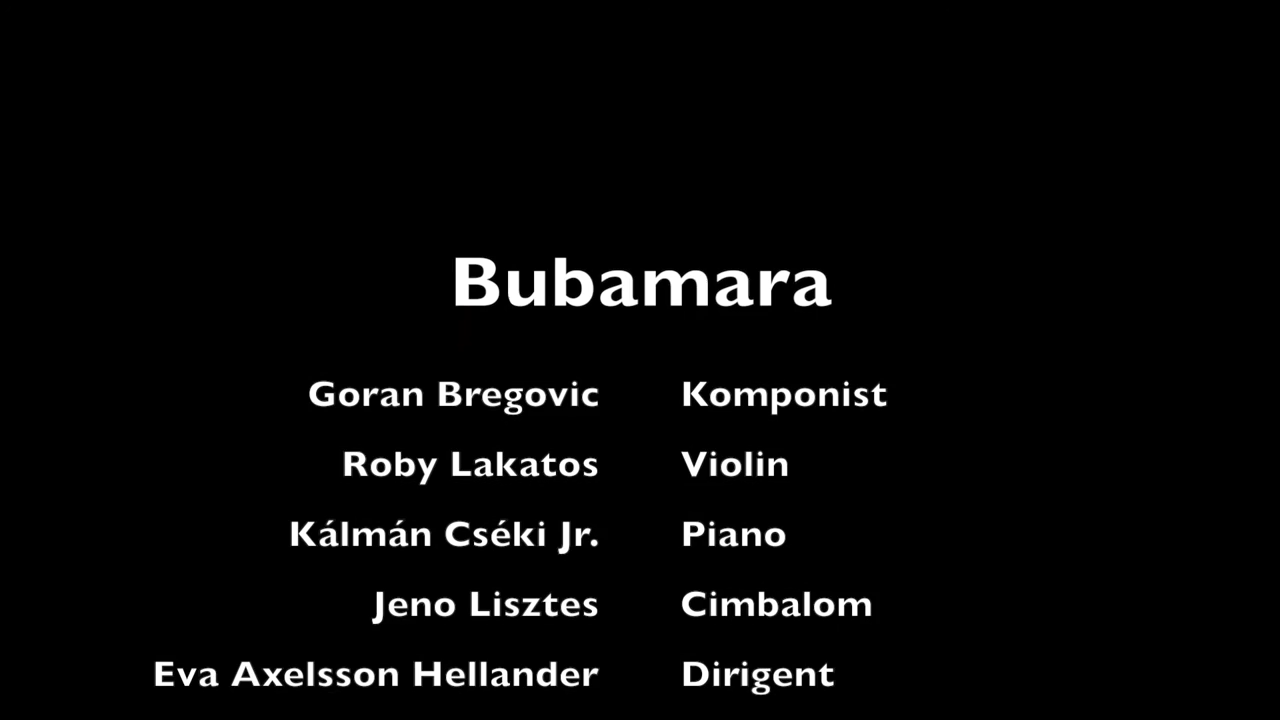 Bubamara
Goran Bregovic Komponist
Roby Lakatos Violin
Kálmán Cséki Jr. Piano
Jeno Lisztes Cimbalom
Eva Axelsson Hellander Dirigent